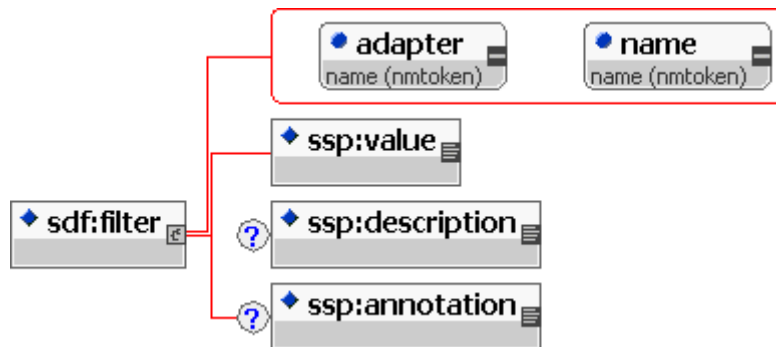 adapter
name (nmtoken)
name
name (nmtoken)
ssp:value
sdf:filter
?
ssp:description
?
ssp:annotation